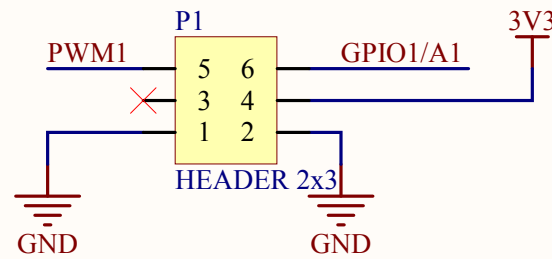 P1
3V3
PWM1
5 6
GPIO1/A1
3 4
1 2
HEADER 2x3
GND
GND